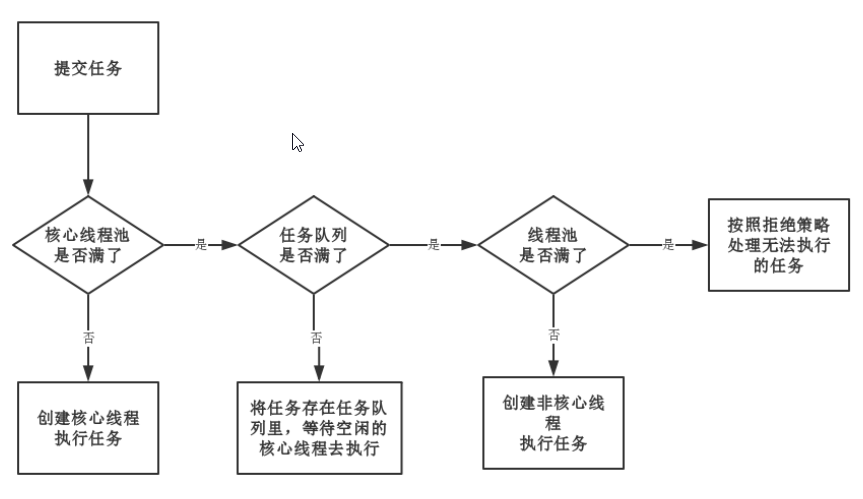 提交任务
核心线程池
是否满了
是
任务队列
是否满了
是
线程池
是否满了
是
按照拒绝策略
处理无法执行
的任务
否
否
否
创建核心线程
执行任务
将任务存在任务队
列里，等待空闲的
核心线程去执行
创建非核心线
程
执行任务